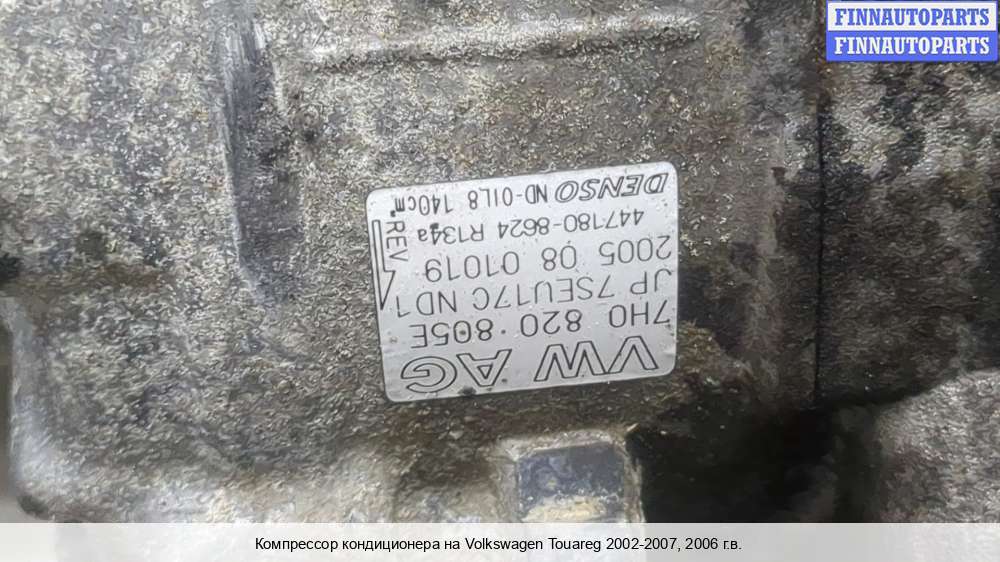 FINNAUTOPARTS
FINNAUTOPARTS
VW AG
7H0 820 805E
JP 7SEU17C ND1
2005 08 01019
447180-8624 R134a
DENSO ND-OIL8 140cm³
REV
Компрессор кондиционера на Volkswagen Touareg 2002-2007, 2006 г.в.